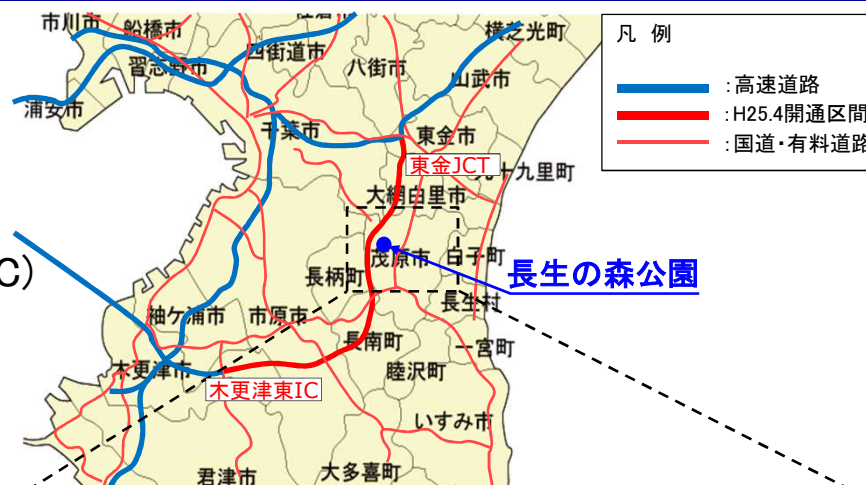 市川市
船橋市
習志野市
四街道市
八街市
横芝光町
山武市
浦安市
千葉市
東金市
東金JCT
九十九里町
大網白里市
茂原市
白子町
長柄町
長生の森公園
長生村
C)
袖ケ浦市
市原市
長南町
一宮町
木更津市
睦沢町
木更津東IC
いすみ市
君津市
大多喜町
凡 例
:高速道路
:H25.4開通区間
:国道・有料道路